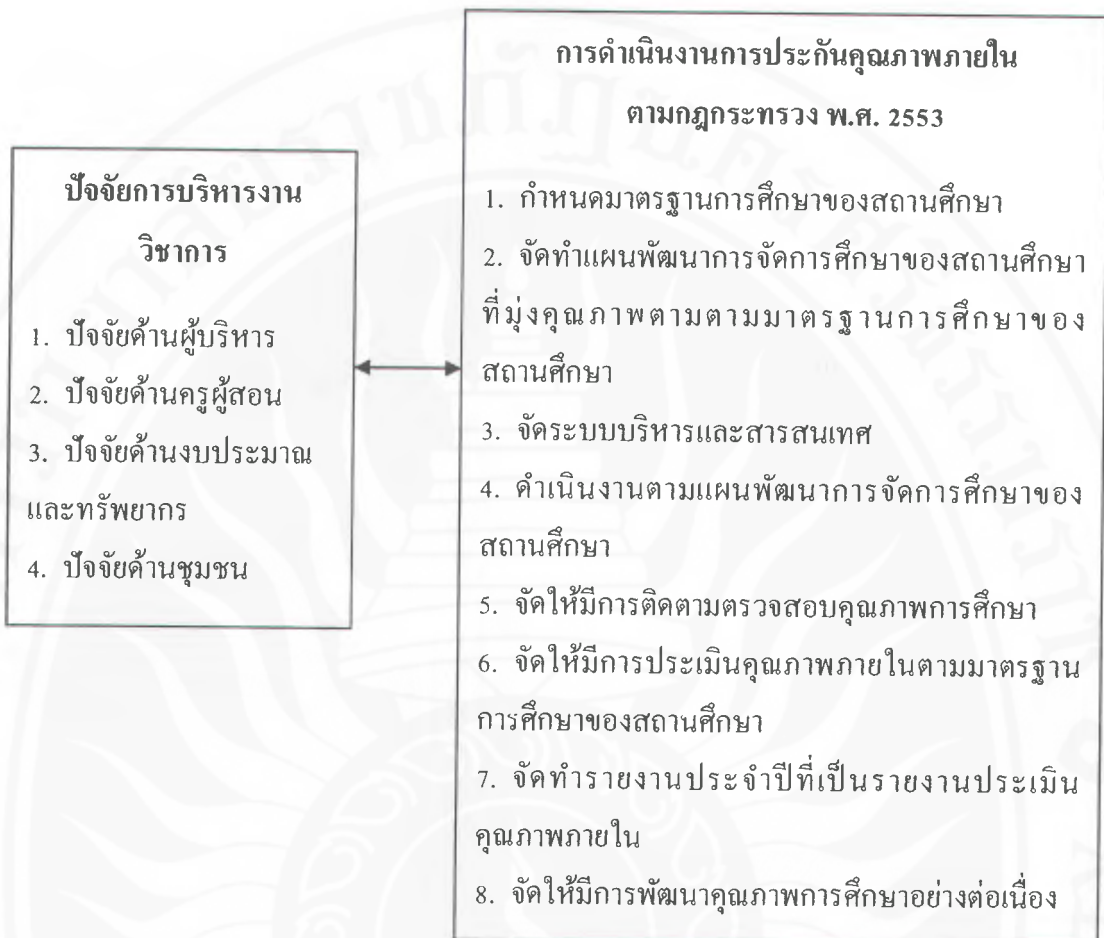 ปัจจัยการบริหารงาน
วิชาการ
1. ปัจจัยด้านผู้บริหาร
2. ปัจจัยด้านครูผู้สอน
3. ปัจจัยด้านงบประมาณ
และทรัพยากร
4. ปัจจัยด้านชุมชน
การดำเนินงานการประกันคุณภาพภายใน
ตามกฎกระทรวง พ.ศ. 2553
1. กำหนดมาตรฐานการศึกษาของสถานศึกษา
2. จัดทำแผนพัฒนาการจัดการศึกษาของสถานศึกษา
ที่มุ่งคุณภาพตามตามมาตรฐานการศึกษาของ
สถานศึกษา
3. จัดระบบบริหารและสารสนเทศ
4. ดำเนินงานตามแผนพัฒนาการจัดการศึกษาของ
สถานศึกษา
5. จัดให้มีการติดตามตรวจสอบคุณภาพการศึกษา
6. จัดให้มีการประเมินคุณภาพภายในตามมาตรฐาน
การศึกษาของสถานศึกษา
7. จัดทำรายงานประจำปีที่เป็นรายงานประเมิน
คุณภาพภายใน
8. จัดให้มีการพัฒนาคุณภาพการศึกษาอย่างต่อเนื่อง